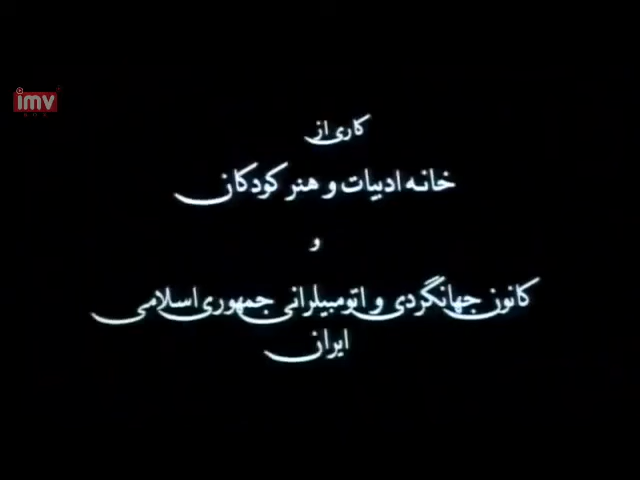 imv
کاری از
خانه ادبیات و هنر کودکان
و
کانون جهانگردی و اتومبیلرانی جمهوری اسلامی
ایران